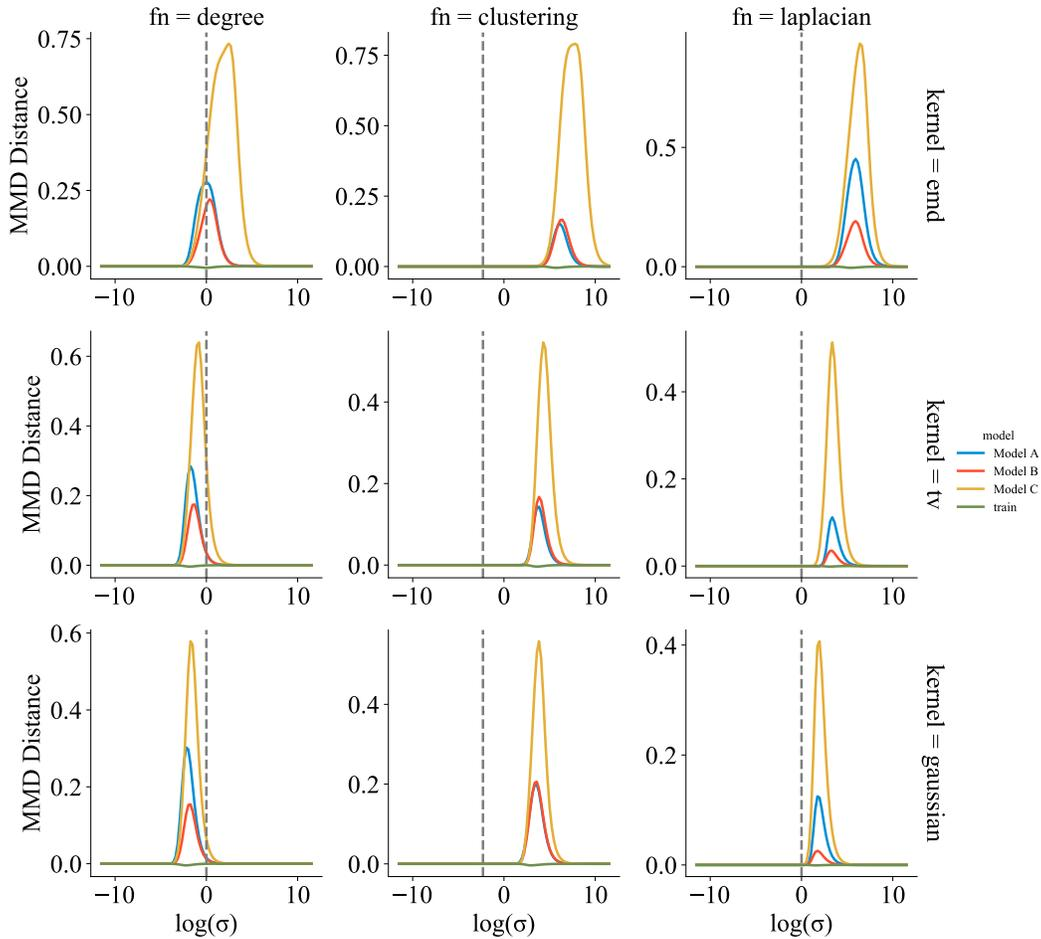 fn = degree
fn = clustering
fn = laplacian
MMD Distance
0.75
0.50
0.25
0.00
−10 0 10
0.75
0.50
0.25
0.00
−10 0 10
0.5
0.0
−10 0 10
kernel = emd
MMD Distance
0.6
0.4
0.2
0.0
−10 0 10
0.4
0.2
0.0
−10 0 10
0.4
0.2
0.0
−10 0 10
kernel = tv
model
Model A
Model B
Model C
train
MMD Distance
0.6
0.4
0.2
0.0
−10 0 10
log(σ)
0.4
0.2
0.0
−10 0 10
log(σ)
0.4
0.2
0.0
−10 0 10
log(σ)
kernel = gaussian